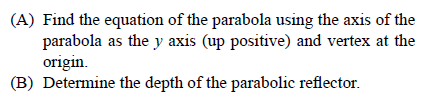 (A) Find the equation of the parabola using the axis of the
parabola as the y axis (up positive) and vertex at the
origin.
(B) Determine the depth of the parabolic reflector.